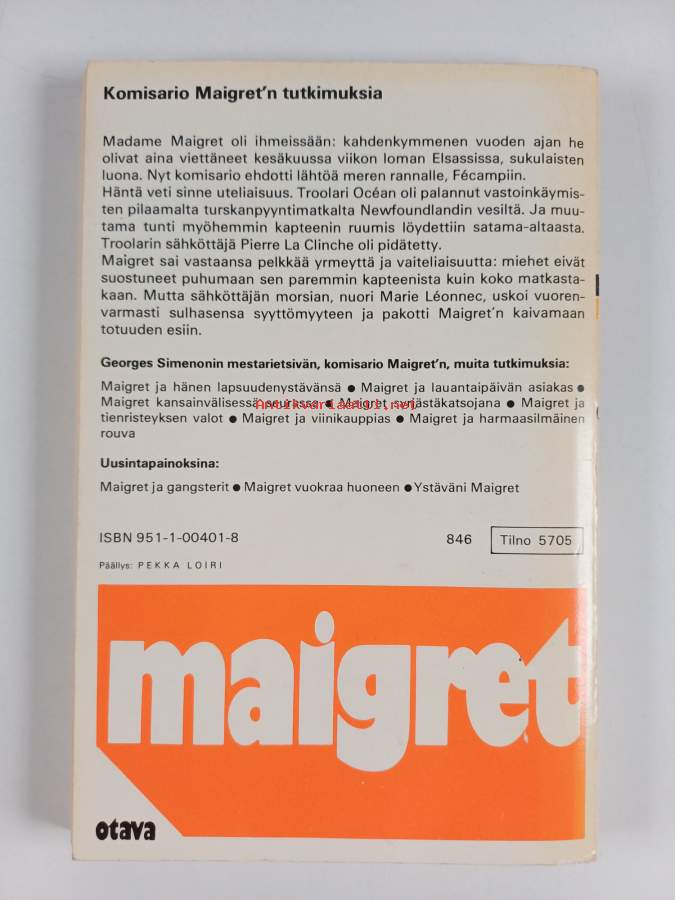 Komisario Maigret'n tutkimuksia
Madame Maigret oli ihmeissään: kahdenkymmenen vuoden ajan he
olivat aina viettäneet kesäkuussa viikon loman Elsassissa, sukulaisten
luona. Nyt komisario ehdotti lähtöä meren rannalle, Fécampiin.
Häntä veti sinne uteliaisuus. Troolari Océan oli palannut vastoinkäymis-
ten pilaamalta turskanpyyntimatkalta Newfoundlandin vesiltä. Ja muu-
tama tunti myöhemmin kapteenin ruumis löydettiin satama-altaasta.
Troolarin sähköttäjä Pierre La Clinche oli pidätetty.
Maigret sai vastaansa pelkkää yrmeyttä ja vaiteliaisuutta: miehet eivät
suostuneet puhumaan sen paremmin kapteenista kuin koko matkasta-
kaan. Mutta sähköttäjän morsian, nuori Marie Léonnec, uskoi vuoren-
varmasti sulhasensa syyttömyyteen ja pakotti Maigret'n kaivamaan
totuuden esiin.
Georges Simenonin mestarietsivän, komisario Maigret'n, muita tutkimuksia:
Maigret ja hänen lapsuudenystävänsä ● Maigret ja lauantaipäivän asiakas ●
Maigret kansainvälisessä seurassa ● Maigret syrjästäkatsojana ● Maigret ja
Antikvariaatti.net
tienristeyksen valot ● Maigret ja viinikauppias ● Maigret ja harmaasilmäinen
rouva
Uusintapainoksina:
Maigret ja gangsterit ● Maigret vuokraa huoneen ● Ystäväni Maigret
ISBN 951-1-00401-8 846 Tilno 5705
Päällys: PEKKA LOIRI
maigret
otava